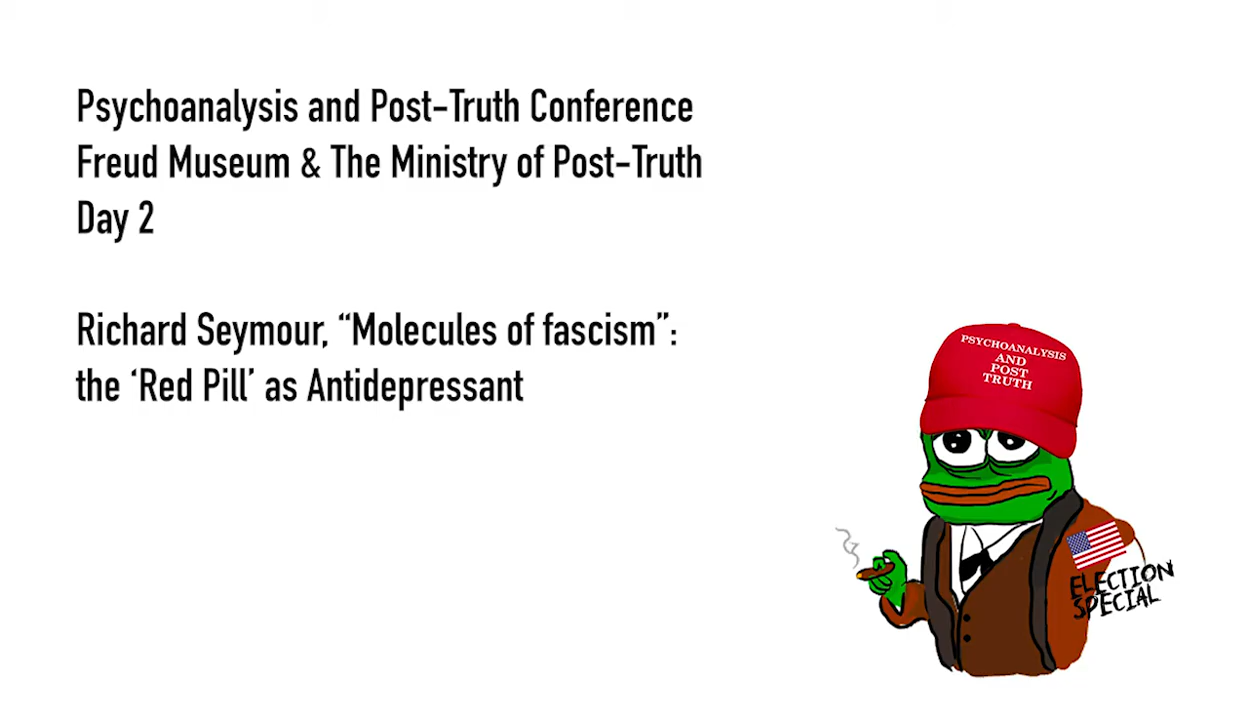 Psychoanalysis and Post-Truth Conference
Freud Museum & The Ministry of Post-Truth
Day 2
Richard Seymour, “Molecules of fascism”:
the ‘Red Pill’ as Antidepressant
PSYCHOANALYSIS
AND
POST
TRUTH
ELECTION
SPECIAL